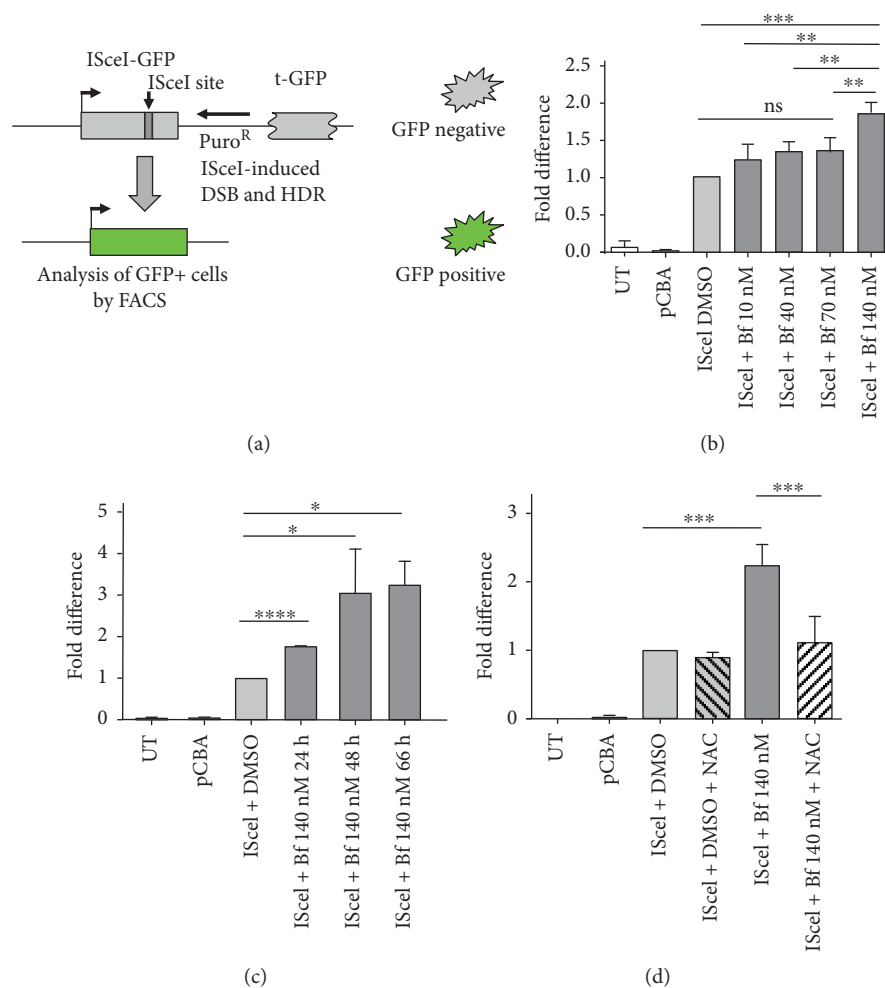 ISceI-GFP
ISceI site
t-GFP
Puro^R
ISceI-induced
DSB and HDR
Analysis of GFP+ cells
by FACS
GFP negative
GFP positive
(a)
***
**
**
**
ns
Fold difference
2.5
2.0
1.5
1.0
0.5
0.0
UT
pCBA
ISceI DMSO
ISceI + Bf 10 nM
ISceI + Bf 40 nM
ISceI + Bf 70 nM
ISceI + Bf 140 nM
(b)
*
*
****
Fold difference
5
4
3
2
1
0
UT
pCBA
ISceI + DMSO
ISceI + Bf 140 nM 24 h
ISceI + Bf 140 nM 48 h
ISceI + Bf 140 nM 66 h
(c)
***
***
Fold difference
3
2
1
0
UT
pCBA
ISceI + DMSO
ISceI + DMSO + NAC
ISceI + Bf 140 nM
ISceI + Bf 140 nM + NAC
(d)